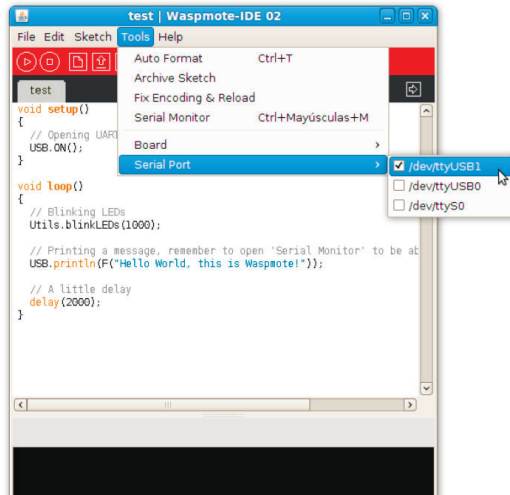 test | Waspmote-IDE 02
File Edit Sketch Tools Help
Auto Format Ctrl+T
Archive Sketch
Fix Encoding & Reload
Serial Monitor Ctrl+Mayúsculas+M
Board
Serial Port
/dev/ttyUSB1
/dev/ttyUSB0
/dev/ttyS0
test
void setup()
{
// Opening UART
USB.ON();
}
void loop()
{
// Blinking LEDs
Utils.blinkLEDs(1000);
// Printing a message, remember to open 'Serial Monitor' to be ab
USB.println(F("Hello World, this is Waspmote!"));
// A little delay
delay(2000);
}